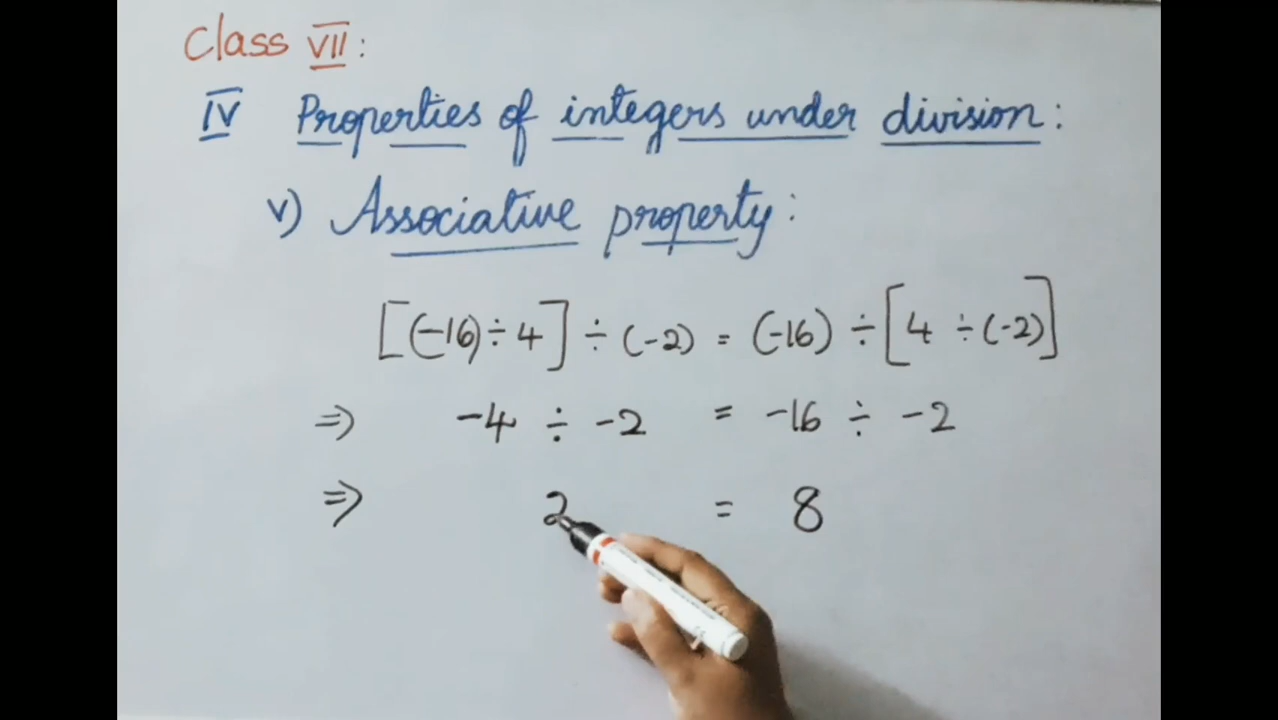 Class VII:
IV Properties of integers under division:
v) Associative property:
[(-16) ÷ 4] ÷ (-2) = (-16) ÷ [4 ÷ (-2)]
⇒ -4 ÷ -2 = -16 ÷ -2
⇒ 2 = 8